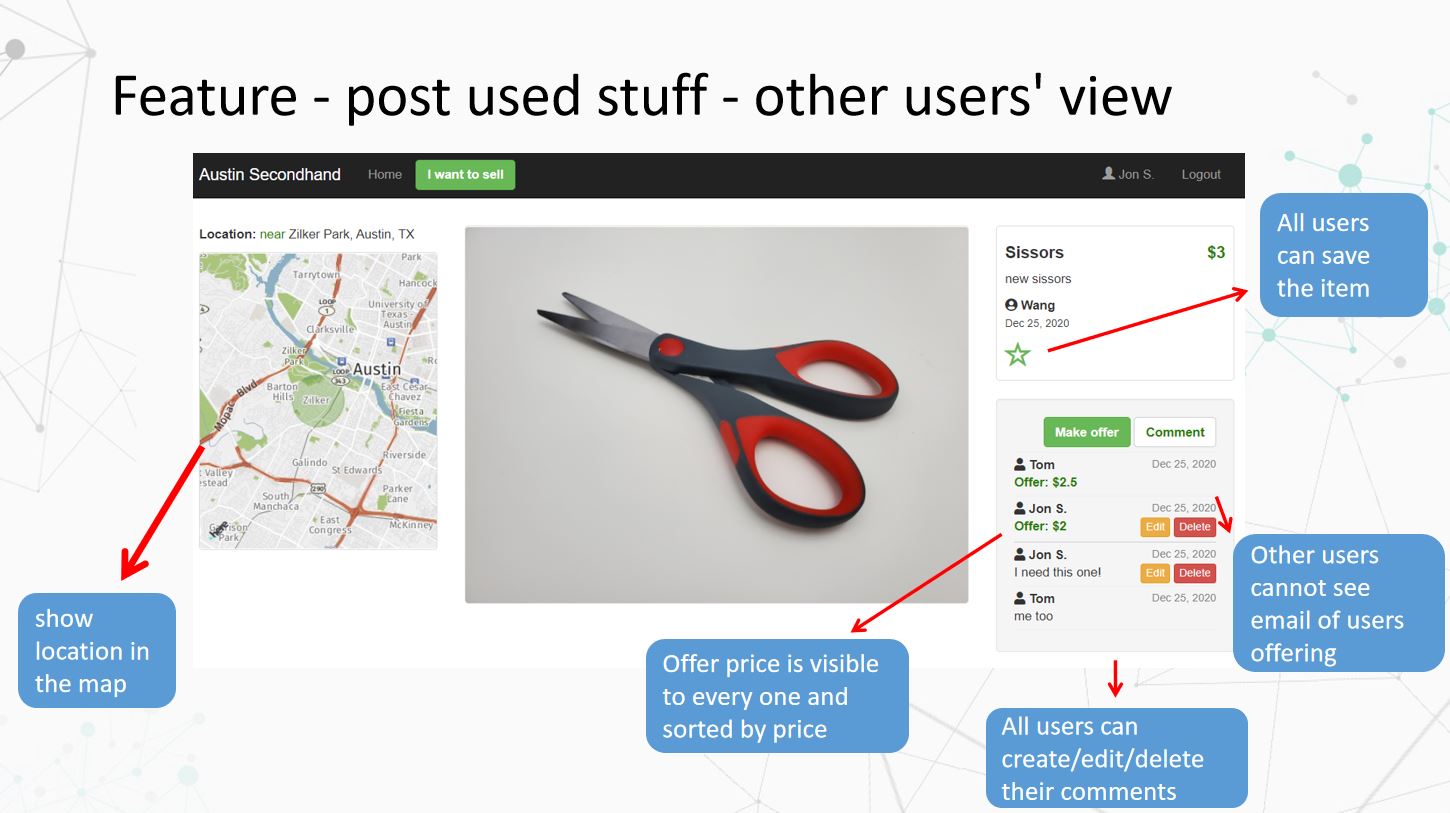 Feature - post used stuff - other users' view
Austin Secondhand Home I want to sell Jon S. Logout
Location: near Zilker Park, Austin, TX
Park
Tarrytown
Hancock
LOOP
1
University of
Texas -
Austin
Clarksville
Zilker
Park
LOOP
343
Austin
Barton
Hills
Zilker
East Cesar
Chavez
Fiesta
Gardens
Mopac Blvd
Riverside
Galindo
St Edwards
Valley
estead
290
South
Manchaca
Parker
Lane
East
Congress
McKinney
Garrison
Park
here
Sissors $3
new sissors
Wang
Dec 25, 2020
Make offer Comment
Tom Dec 25, 2020
Offer: $2.5
Jon S. Dec 25, 2020
Offer: $2 Edit Delete
Jon S. Dec 25, 2020
I need this one! Edit Delete
Tom Dec 25, 2020
me too
All users
can save
the item
show
location in
the map
Offer price is visible
to every one and
sorted by price
Other users
cannot see
email of users
offering
All users can
create/edit/delete
their comments